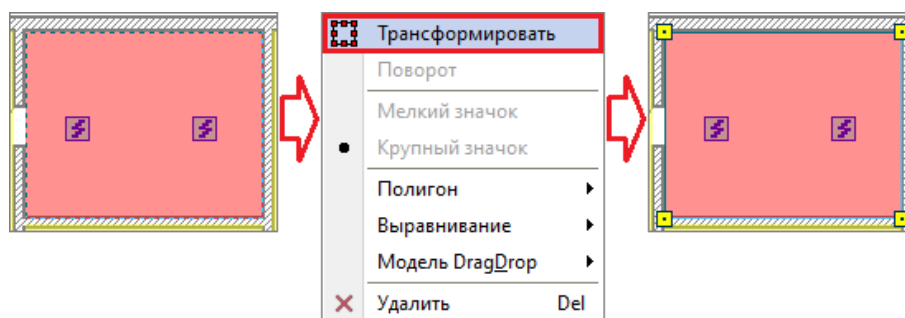 Трансформировать
Поворот
Мелкий значок
Крупный значок
Полигон
Выравнивание
Модель DragDrop
Удалить Del